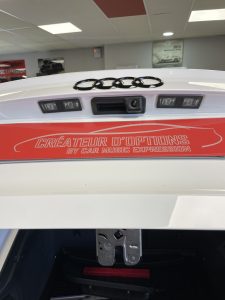 CRÉATEUR D'OPTIONS
BY CAR MUSIC EXPRESSION